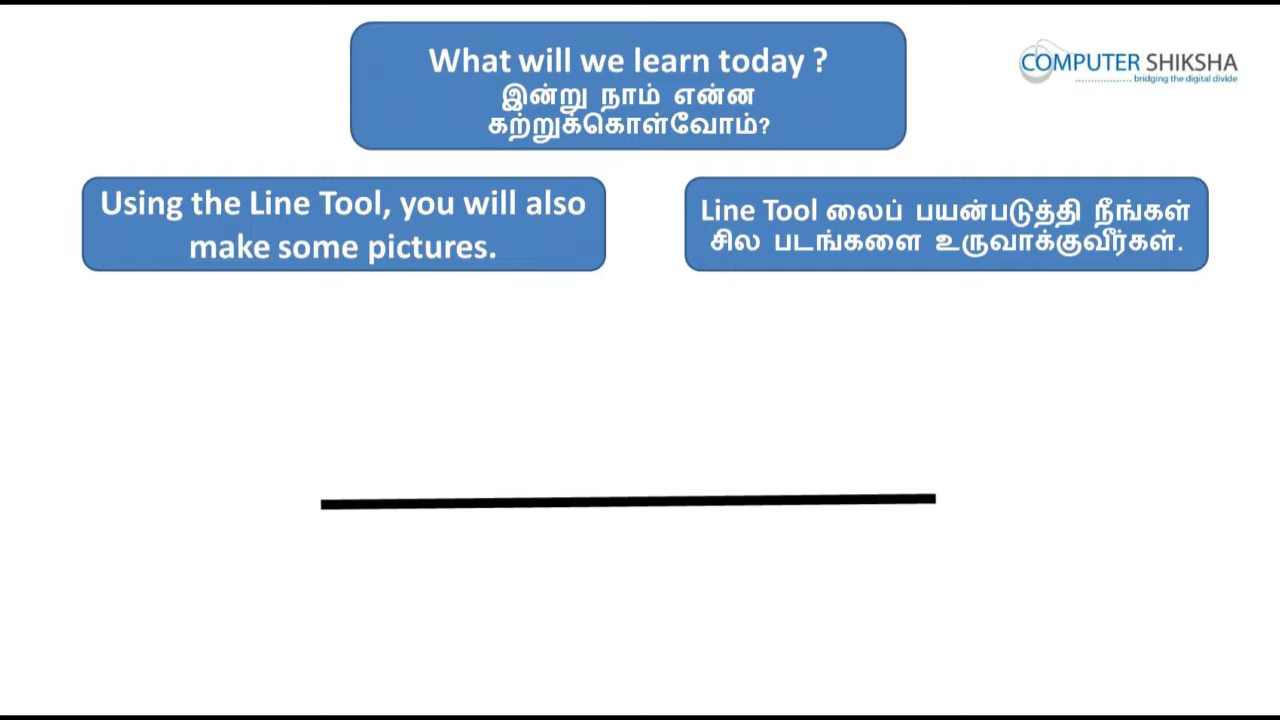 What will we learn today ?
இன்று நாம் என்ன
கற்றுக்கொள்வோம்?
COMPUTER SHIKSHA
bridging the digital divide
Using the Line Tool, you will also
make some pictures.
Line Tool லைப் பயன்படுத்தி நீங்கள்
சில படங்களை உருவாக்குவீர்கள்.